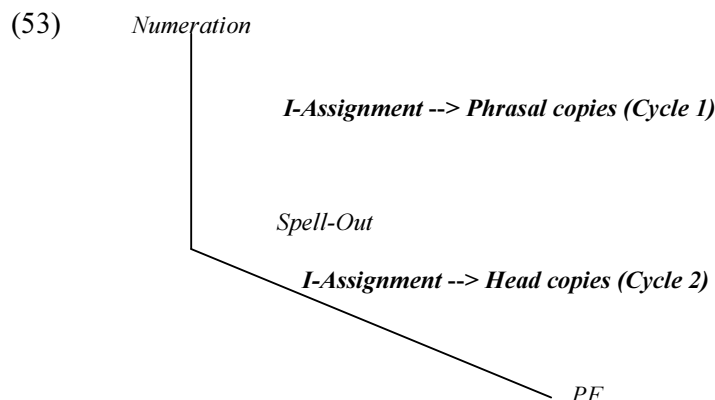 (53) Numeration
I-Assignment --> Phrasal copies (Cycle 1)
Spell-Out
I-Assignment --> Head copies (Cycle 2)
PF